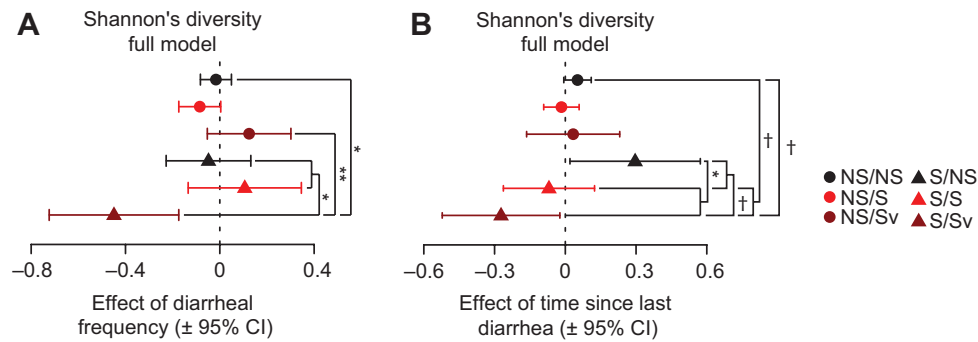 A
Shannon's diversity
full model
*
**
*
–0.8
–0.4
0
0.4
Effect of diarrheal
frequency (± 95% CI)
B
Shannon's diversity
full model
†
†
*
†
–0.6
–0.3
0
0.3
0.6
Effect of time since last
diarrhea (± 95% CI)
NS/NS S/NS
NS/S S/S
NS/Sv S/Sv